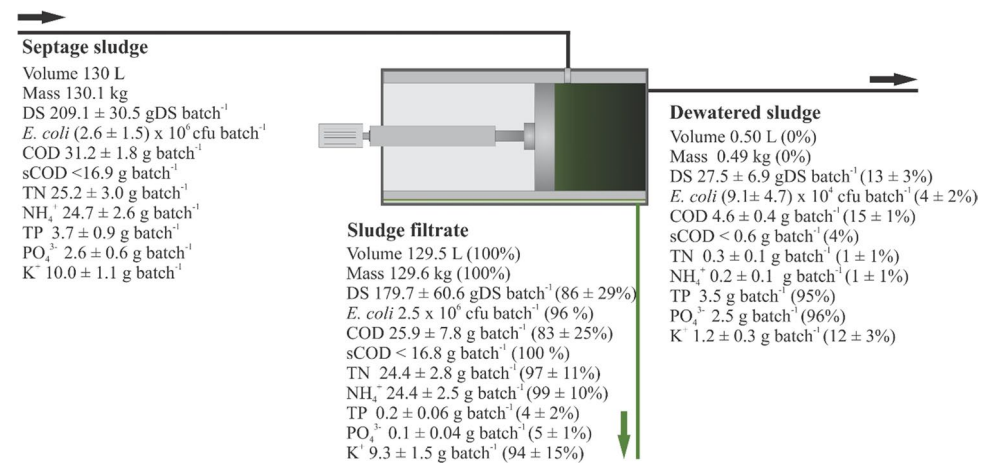 Septage sludge
Volume 130 L
Mass 130.1 kg
DS 209.1 ± 30.5 gDS batch⁻¹
E. coli (2.6 ± 1.5) x 10⁶ cfu batch⁻¹
COD 31.2 ± 1.8 g batch⁻¹
sCOD <16.9 g batch⁻¹
TN 25.2 ± 3.0 g batch⁻¹
NH₄⁺ 24.7 ± 2.6 g batch⁻¹
TP 3.7 ± 0.9 g batch⁻¹
PO₄³⁻ 2.6 ± 0.6 g batch⁻¹
K⁺ 10.0 ± 1.1 g batch⁻¹
Sludge filtrate
Volume 129.5 L (100%)
Mass 129.6 kg (100%)
DS 179.7 ± 60.6 gDS batch⁻¹ (86 ± 29%)
E. coli 2.5 x 10⁶ cfu batch⁻¹ (96 %)
COD 25.9 ± 7.8 g batch⁻¹ (83 ± 25%)
sCOD < 16.8 g batch⁻¹ (100 %)
TN 24.4 ± 2.8 g batch⁻¹ (97 ± 11%)
NH₄⁺ 24.4 ± 2.5 g batch⁻¹ (99 ± 10%)
TP 0.2 ± 0.06 g batch⁻¹ (4 ± 2%)
PO₄³⁻ 0.1 ± 0.04 g batch⁻¹ (5 ± 1%)
K⁺ 9.3 ± 1.5 g batch⁻¹ (94 ± 15%)
Dewatered sludge
Volume 0.50 L (0%)
Mass 0.49 kg (0%)
DS 27.5 ± 6.9 gDS batch⁻¹ (13 ± 3%)
E. coli (9.1± 4.7) x 10⁴ cfu batch⁻¹ (4 ± 2%)
COD 4.6 ± 0.4 g batch⁻¹ (15 ± 1%)
sCOD < 0.6 g batch⁻¹ (4%)
TN 0.3 ± 0.1 g batch⁻¹ (1 ± 1%)
NH₄⁺ 0.2 ± 0.1 g batch⁻¹ (1 ± 1%)
TP 3.5 g batch⁻¹ (95%)
PO₄³⁻ 2.5 g batch⁻¹ (96%)
K⁺ 1.2 ± 0.3 g batch⁻¹ (12 ± 3%)